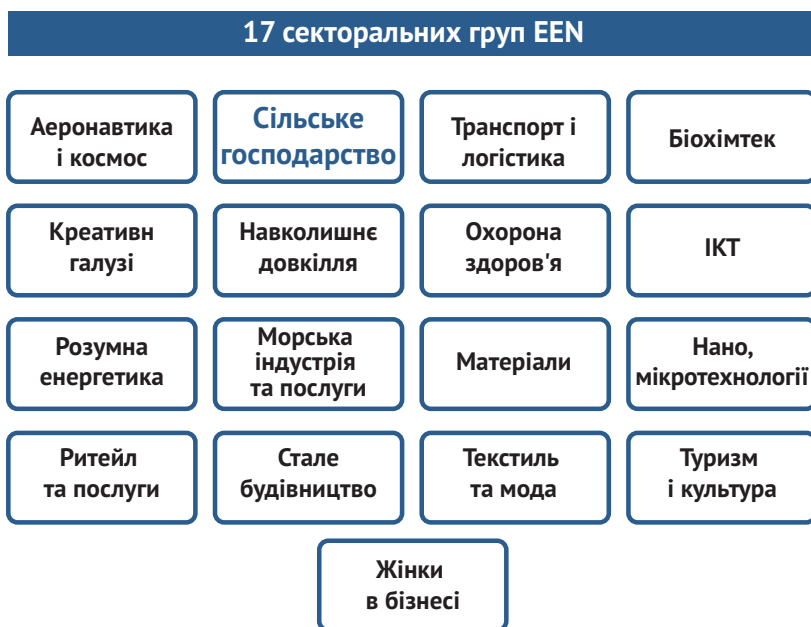 17 секторальних груп EEN
Аеронавтика
і космос
Сільське
господарство
Транспорт і
логістика
Біохімтек
Креативн
галузі
Навколишнє
довкілля
Охорона
здоров'я
ІКТ
Розумна
енергетика
Морська
індустрія
та послуги
Матеріали
Нано,
мікротехнології
Ритейл
та послуги
Стале
будівництво
Текстиль
та мода
Туризм
і культура
Жінки
в бізнесі